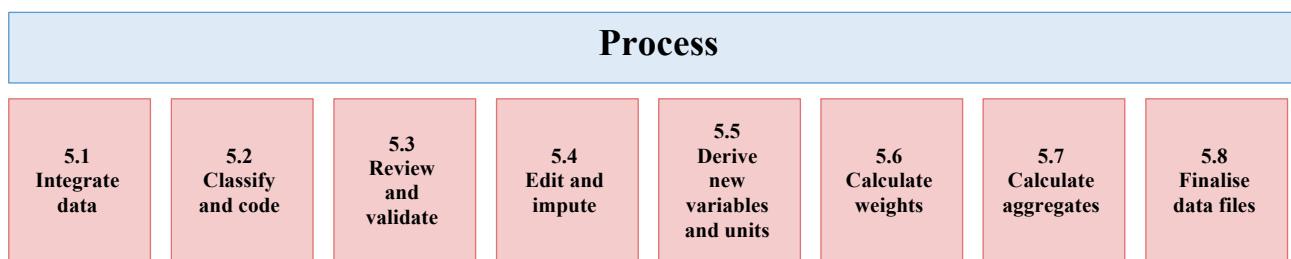 Process
5.1
Integrate
data
5.2
Classify
and code
5.3
Review
and
validate
5.4
Edit and
impute
5.5
Derive
new
variables
and units
5.6
Calculate
weights
5.7
Calculate
aggregates
5.8
Finalise
data files